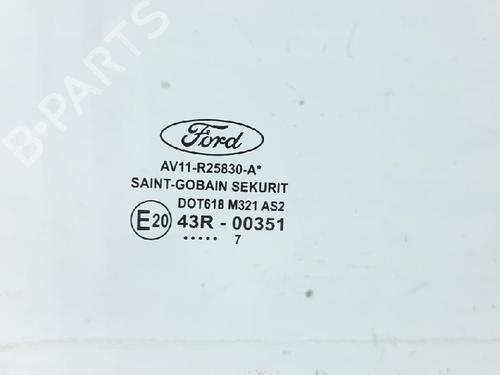 B-PARTS
Ford
AV11-R25830-A*
SAINT-GOBAIN SEKURIT
DOT618 M321 AS2
E20 43R - 00351
..... 7